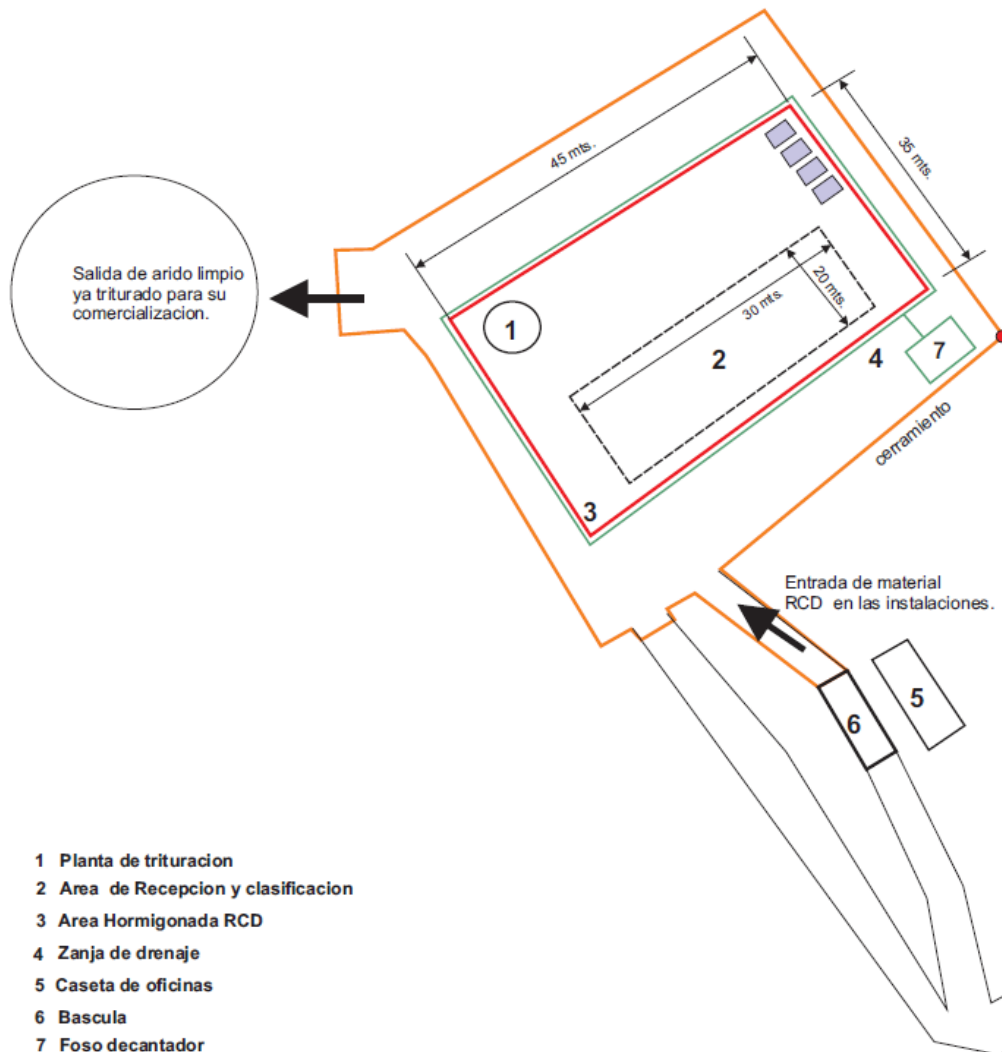 45 mts.
35 mts.
Salida de arido limpio
ya triturado para su
comercializacion.
1
30 mts.
20 mts.
2
4
7
cerramiento
3
Entrada de material
RCD en las instalaciones.
5
6
1 Planta de trituracion
2 Area de Recepcion y clasificacion
3 Area Hormigonada RCD
4 Zanja de drenaje
5 Caseta de oficinas
6 Bascula
7 Foso decantador